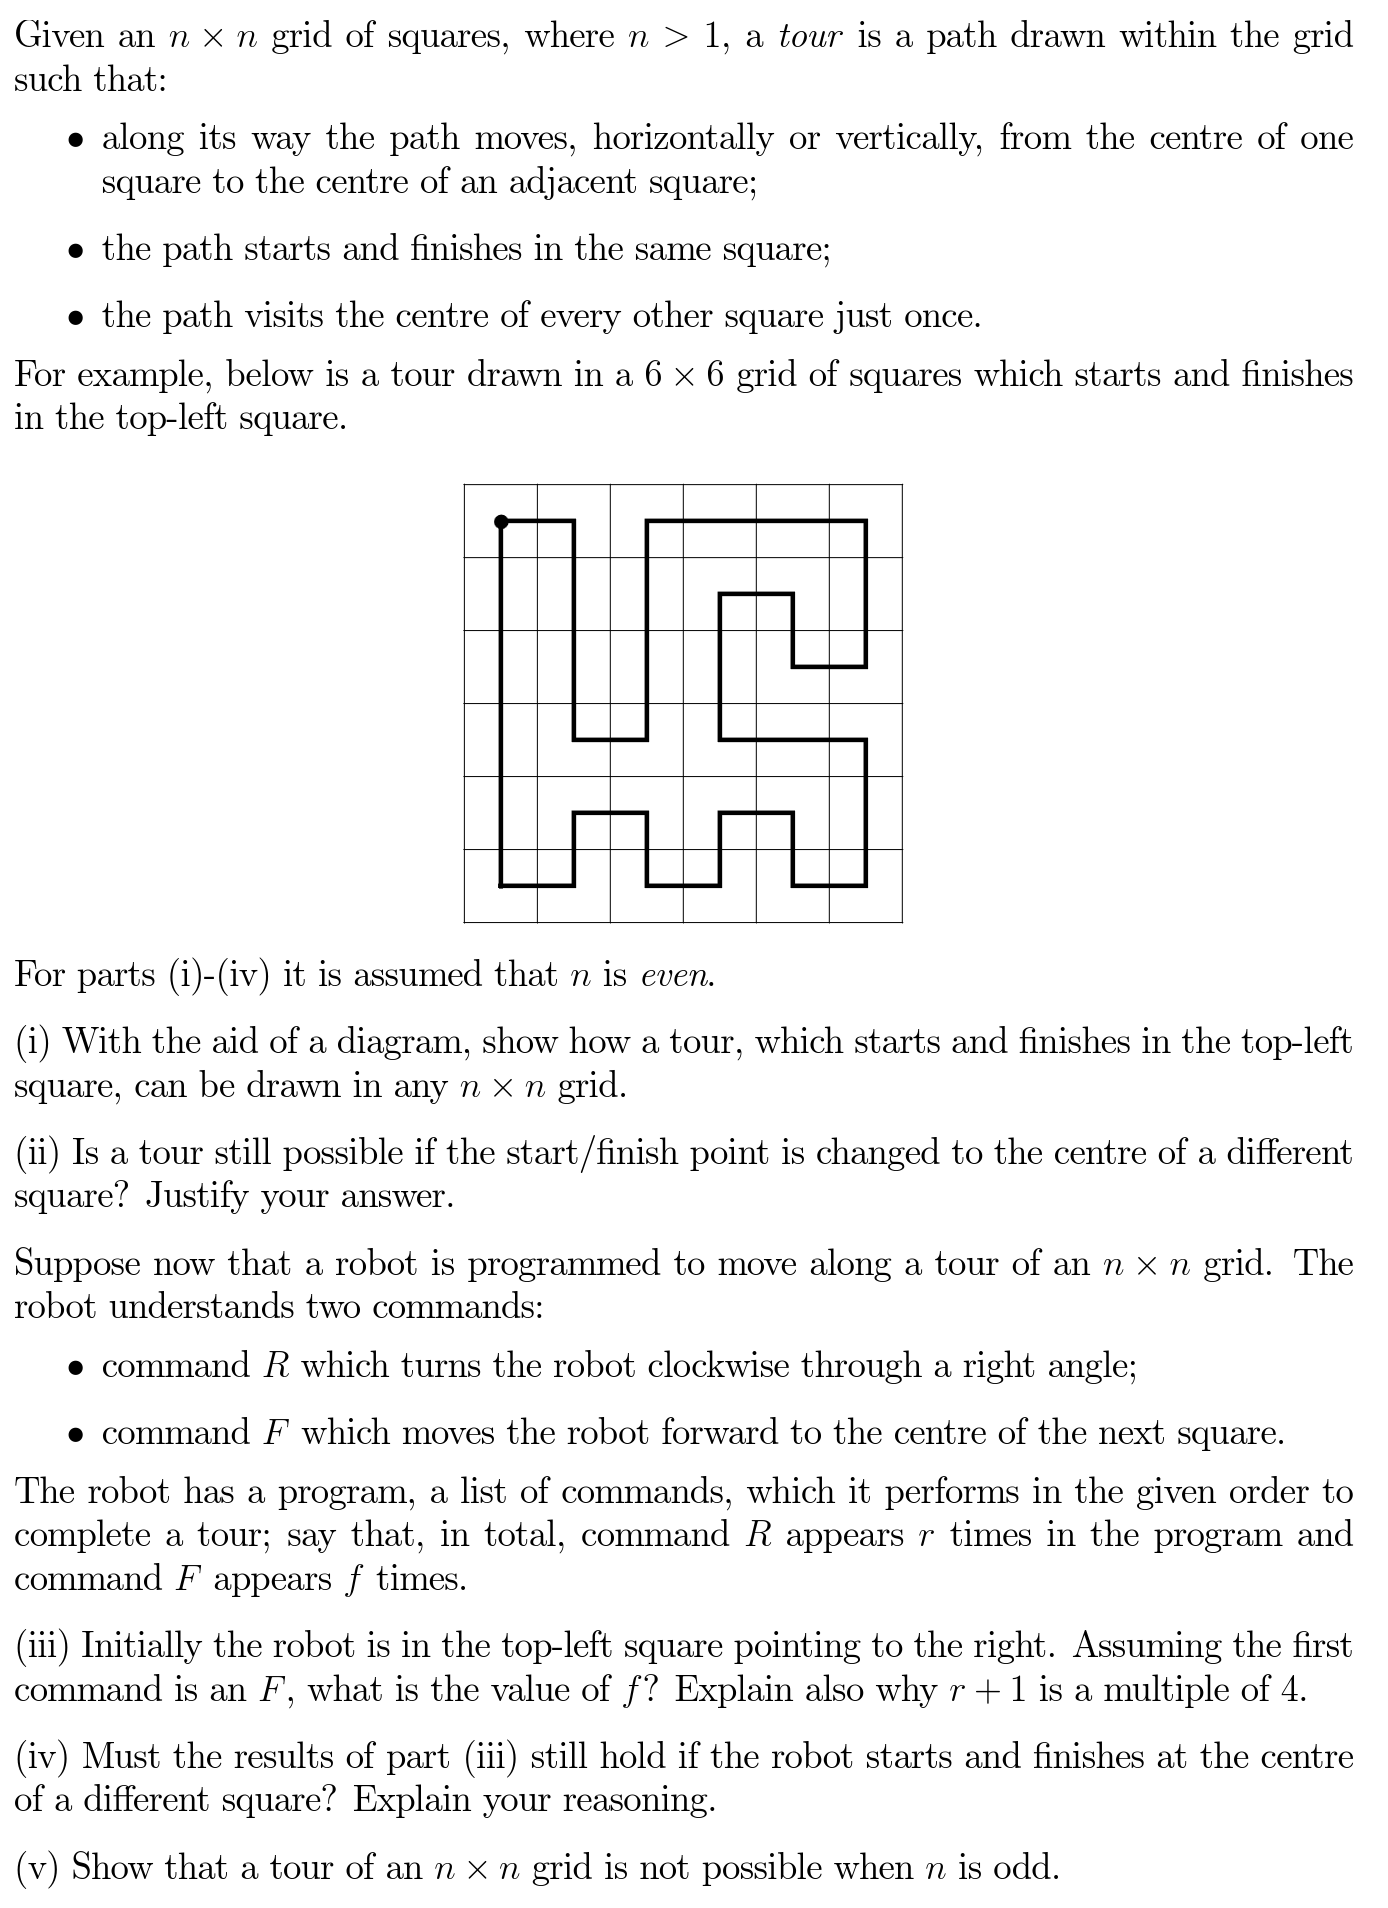 Given an n × n grid of squares, where n > 1, a tour is a path drawn within the grid
such that:
• along its way the path moves, horizontally or vertically, from the centre of one
square to the centre of an adjacent square;
• the path starts and finishes in the same square;
• the path visits the centre of every other square just once.
For example, below is a tour drawn in a 6 × 6 grid of squares which starts and finishes
in the top-left square.
For parts (i)-(iv) it is assumed that n is even.
(i) With the aid of a diagram, show how a tour, which starts and finishes in the top-left
square, can be drawn in any n × n grid.
(ii) Is a tour still possible if the start/finish point is changed to the centre of a different
square? Justify your answer.
Suppose now that a robot is programmed to move along a tour of an n × n grid. The
robot understands two commands:
• command R which turns the robot clockwise through a right angle;
• command F which moves the robot forward to the centre of the next square.
The robot has a program, a list of commands, which it performs in the given order to
complete a tour; say that, in total, command R appears r times in the program and
command F appears f times.
(iii) Initially the robot is in the top-left square pointing to the right. Assuming the first
command is an F, what is the value of f? Explain also why r + 1 is a multiple of 4.
(iv) Must the results of part (iii) still hold if the robot starts and finishes at the centre
of a different square? Explain your reasoning.
(v) Show that a tour of an n × n grid is not possible when n is odd.